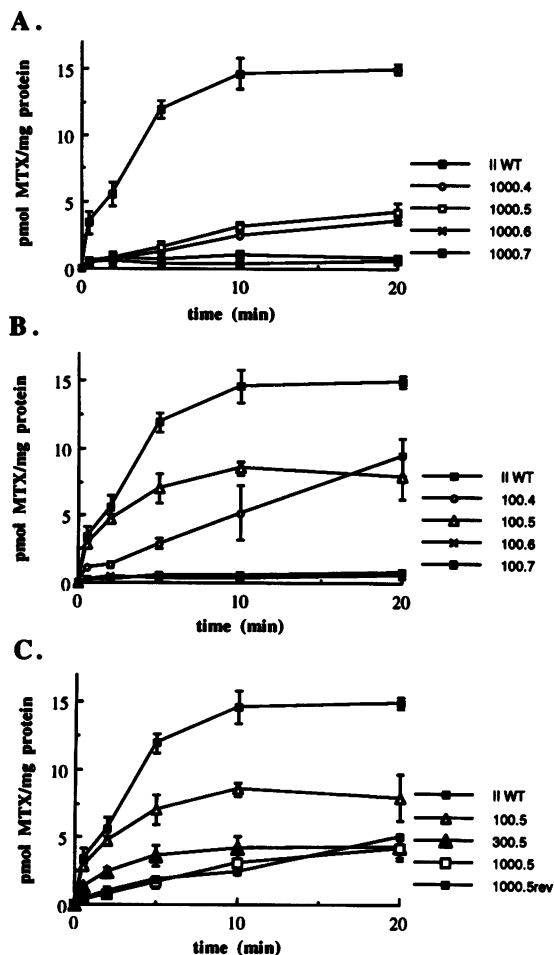 A.
pmol MTX/mg protein
15
10
5
0
0
10
20
time (min)
II WT
1000.4
1000.5
1000.6
1000.7
B.
pmol MTX/mg protein
15
10
5
0
0
10
20
time (min)
II WT
100.4
100.5
100.6
100.7
C.
pmol MTX/mg protein
15
10
5
0
0
10
20
time (min)
II WT
100.5
300.5
1000.5
1000.5rev